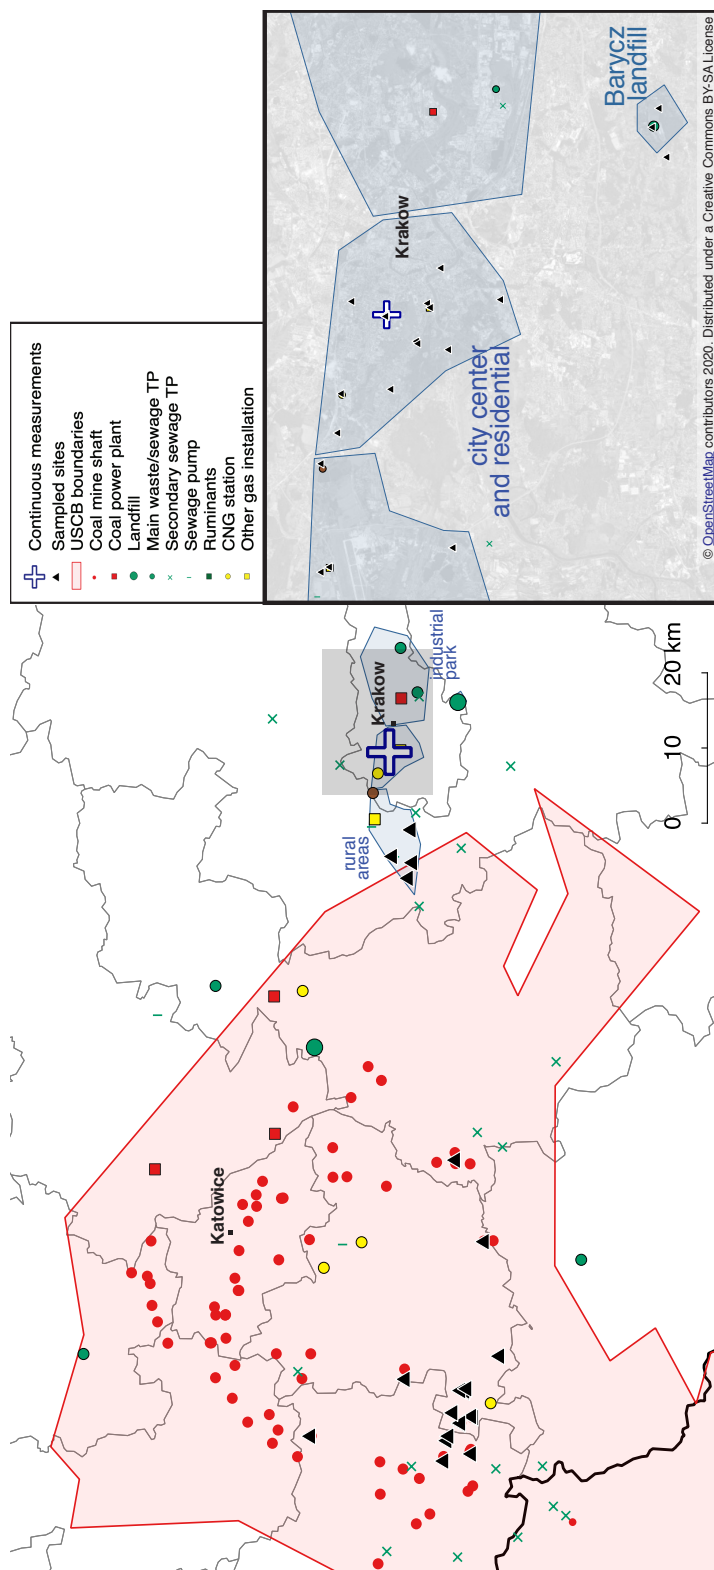 Continuous measurements
Sampled sites
USCB boundaries
Coal mine shaft
Coal power plant
Landfill
Main waste/sewage TP
Secondary sewage TP
Sewage pump
Ruminants
CNG station
Other gas installation
Krakow
city center
and residential
Barycz
landfill
© OpenStreetMap contributors 2020. Distributed under a Creative Commons BY-SA License
Katowice
rural
areas
Krakow
industrial
park
0 10 20 km